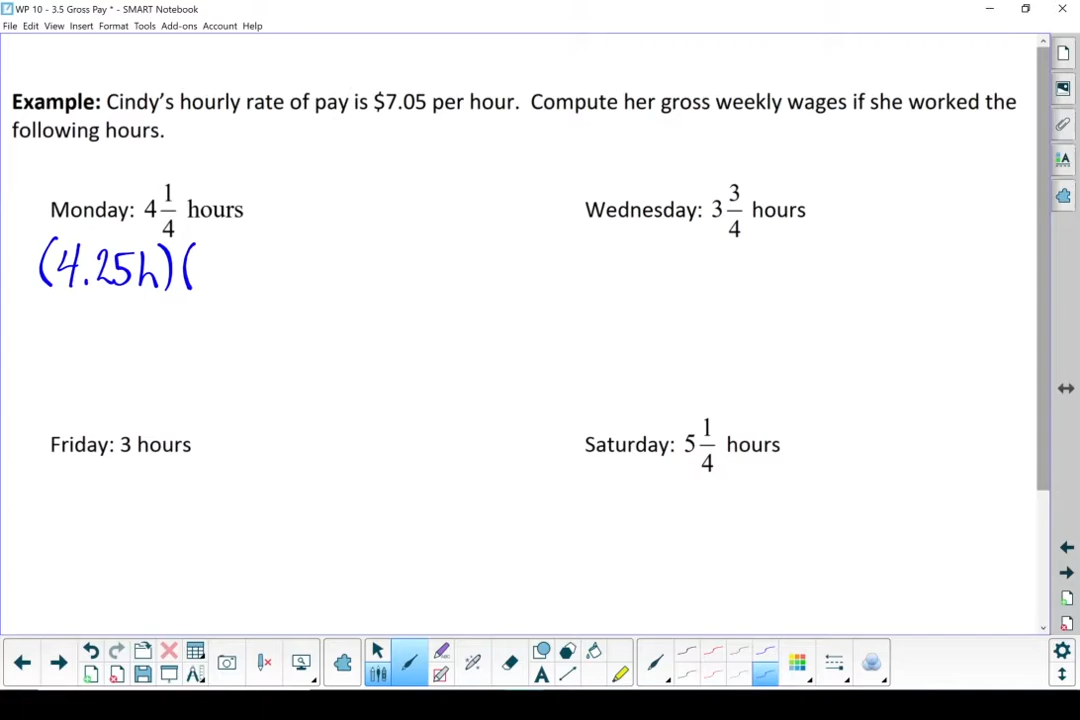 WP 10 - 3.5 Gross Pay * - SMART Notebook
File Edit View Insert Format Tools Add-ons Account Help
Example: Cindy’s hourly rate of pay is $7.05 per hour. Compute her gross weekly wages if she worked the
following hours.
Monday: 4 1/4 hours
Wednesday: 3 3/4 hours
(4.25h)(
Friday: 3 hours
Saturday: 5 1/4 hours